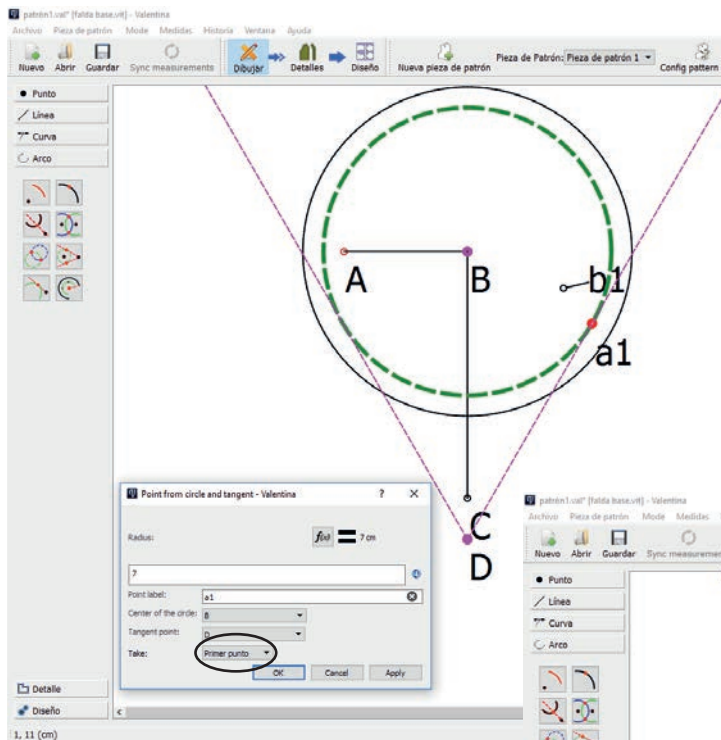 patrón1.val* [falda base.vit] - Valentina
Archivo Pieza de patrón Mode Medidas Historia Ventana Ayuda
Nuevo Abrir Guardar Sync measurements Dibujar Detalles Diseño Nueva pieza de patrón Pieza de Patrón: Pieza de patrón 1 Config pattern
Punto
Línea
Curva
Arco
A
B
b1
a1
C
D
Point from circle and tangent - Valentina
Radius:
f(x)
7 cm
7
Point label:
a1
Center of the circle:
B
Tangent point:
D
Take:
Primer punto
OK Cancel Apply
Detalle
Diseño
1, 11 (cm)
patrón1.val* [falda base.vit] - Valentina
Archivo Pieza de patrón Mode Medidas
Nuevo Abrir Guardar Sync measuremen
Punto
Línea
Curva
Arco